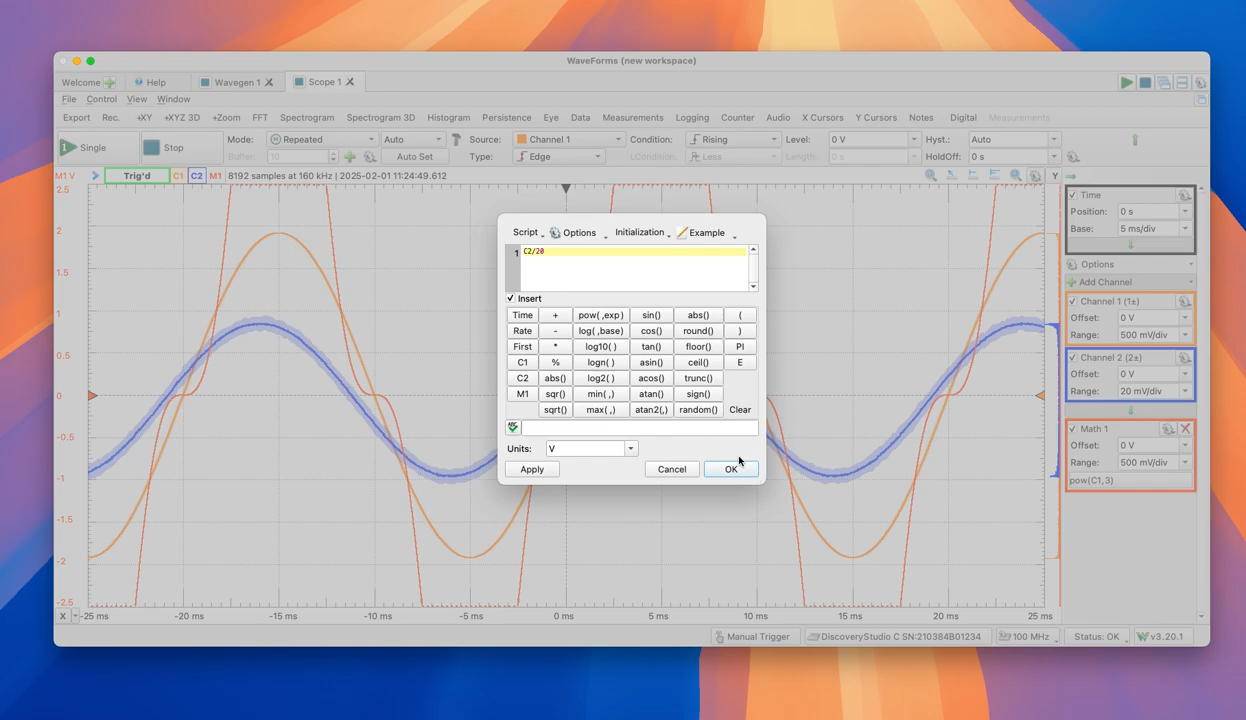 WaveForms (new workspace)
Welcome Help Wavegen 1 Scope 1
File Control View Window
Export Rec. +XY +XYZ 3D +Zoom FFT Spectrogram Spectrogram 3D Histogram Persistence Eye Data Measurements Logging Counter Audio X Cursors Y Cursors Notes Digital Measurements
1 Single Stop Mode: Repeated Auto Source: Channel 1 Condition: Rising Level: 0 V Hyst.: Auto
Buffer: 10 Auto Set Type: Edge LCondition: Less Length: 0 s HoldOff: 0 s
M1 V Trig'd C1 C2 M1 8192 samples at 160 kHz | 2025-02-01 11:24:49.612 Y
2.5
2
1.5
1
0.5
0
-0.5
-1
-1.5
-2
-2.5
X -25 ms -20 ms -15 ms -10 ms -5 ms 0 ms 5 ms 10 ms 15 ms 20 ms 25 ms
Script Options Initialization Example
1 C2/20
Insert
Time + pow( ,exp) sin() abs() (
Rate - log( ,base) cos() round() )
First * log10( ) tan() floor() PI
C1 % logn( ) asin() ceil() E
C2 abs() log2( ) acos() trunc()
M1 sqr() min( ,) atan() sign()
sqrt() max( ,) atan2(,) random() Clear
ABC
Units: V
Apply Cancel OK
Time
Position: 0 s
Base: 5 ms/div
Options
Add Channel
Channel 1 (1±)
Offset: 0 V
Range: 500 mV/div
Channel 2 (2±)
Offset: 0 V
Range: 20 mV/div
Math 1
Offset: 0 V
Range: 500 mV/div
pow(C1,3)
Manual Trigger DiscoveryStudio C SN:210384B01234 100 MHz Status: OK v3.20.1